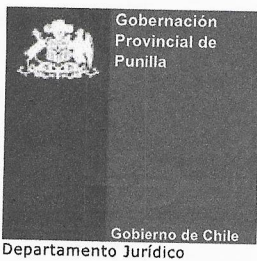 Gobernación
Provincial de
Punilla
Gobierno de Chile
Departamento Jurídico